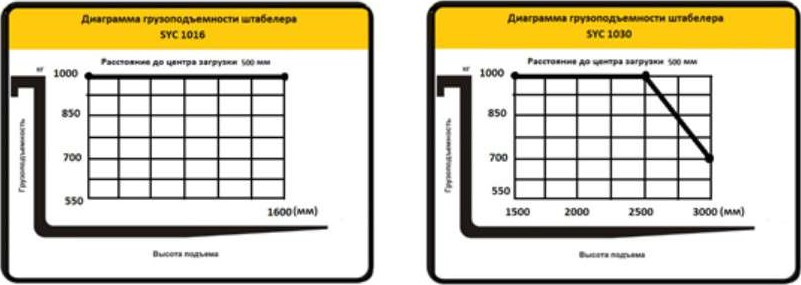 Диаграмма грузоподъемности штабелера
SYC 1016
Расстояние до центра загрузки 500 мм
кг
1000
850
700
550
Грузоподъемность
1600 (мм)
Высота подъема
Диаграмма грузоподъемности штабелера
SYC 1030
Расстояние до центра загрузки 500 мм
кг
1000
850
700
550
Грузоподъемность
1500 2000 2500 3000 (мм)
Высота подъема